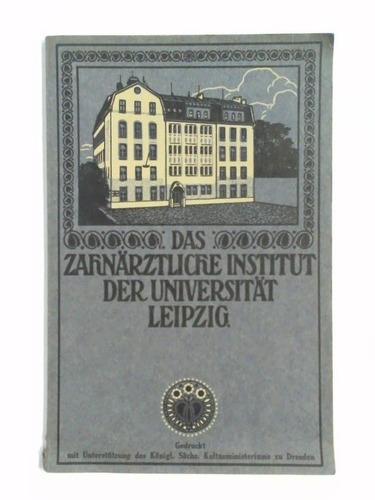 DAS
ZAHNÄRZTLICHE INSTITUT
DER UNIVERSITÄT
LEIPZIG.
Gedruckt
mit Unterstützung des Königl. Sächs. Kultusministeriums zu Dresden